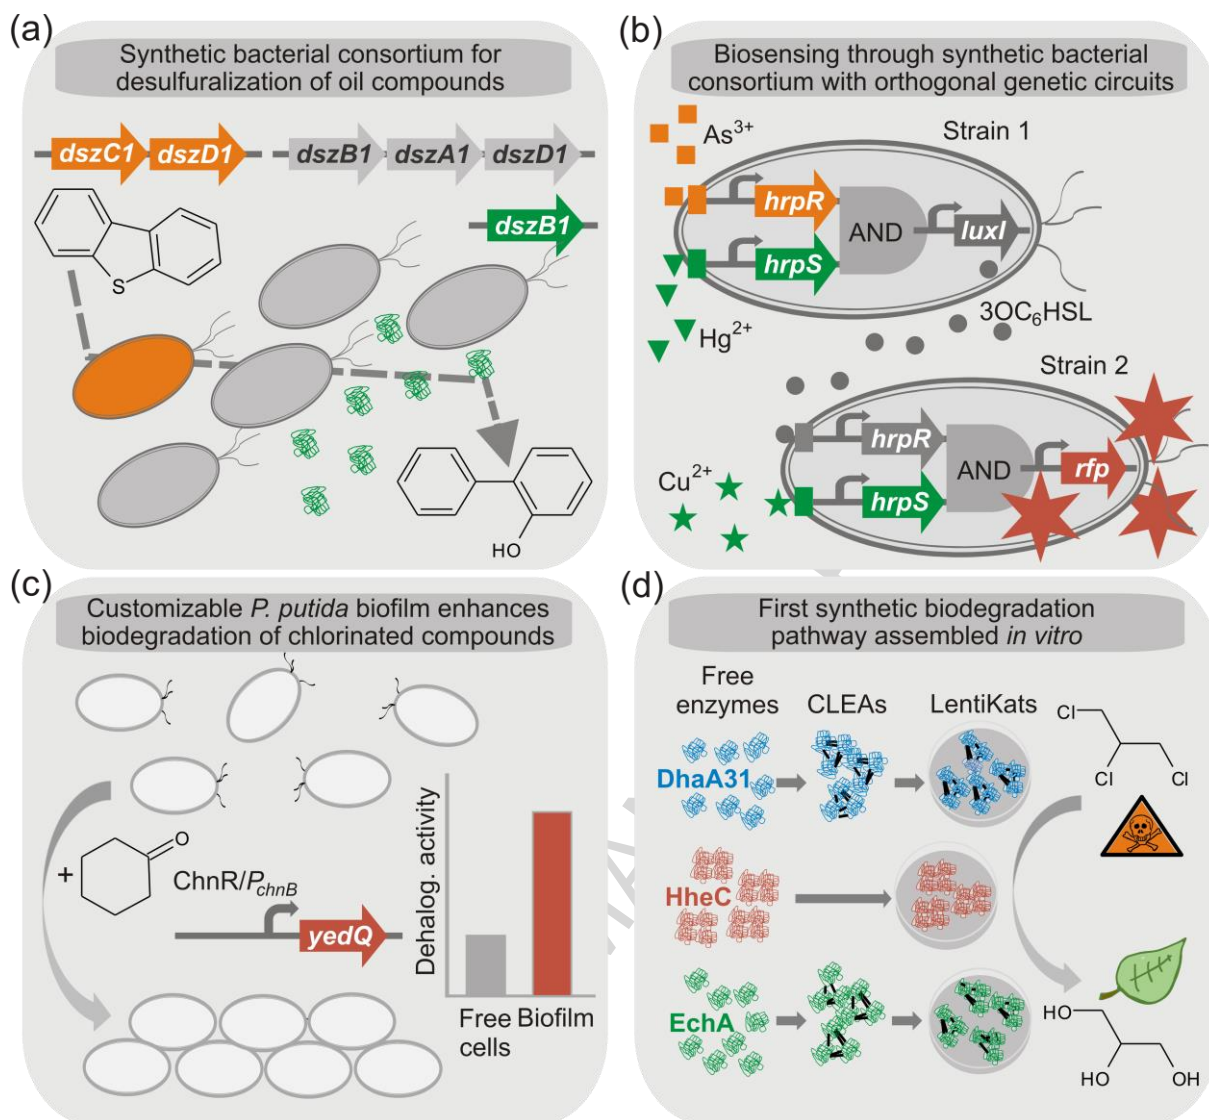 (a)
Synthetic bacterial consortium for
desulfuralization of oil compounds
dszC1 dszD1 dszB1 dszA1 dszD1
dszB1
S
HO
(b)
Biosensing through synthetic bacterial
consortium with orthogonal genetic circuits
As³⁺
Strain 1
hrpR
AND
luxI
hrpS
Hg²⁺
3OC₆HSL
Strain 2
hrpR
AND
rfp
Cu²⁺
hrpS
(c)
Customizable P. putida biofilm enhances
biodegradation of chlorinated compounds
+
O
ChnR/PchnB
yedQ
Dehalog. activity
Free Biofilm
cells
(d)
First synthetic biodegradation
pathway assembled in vitro
Free
enzymes CLEAs LentiKats
Cl
DhaA31
Cl Cl
HheC
EchA
HO
HO OH